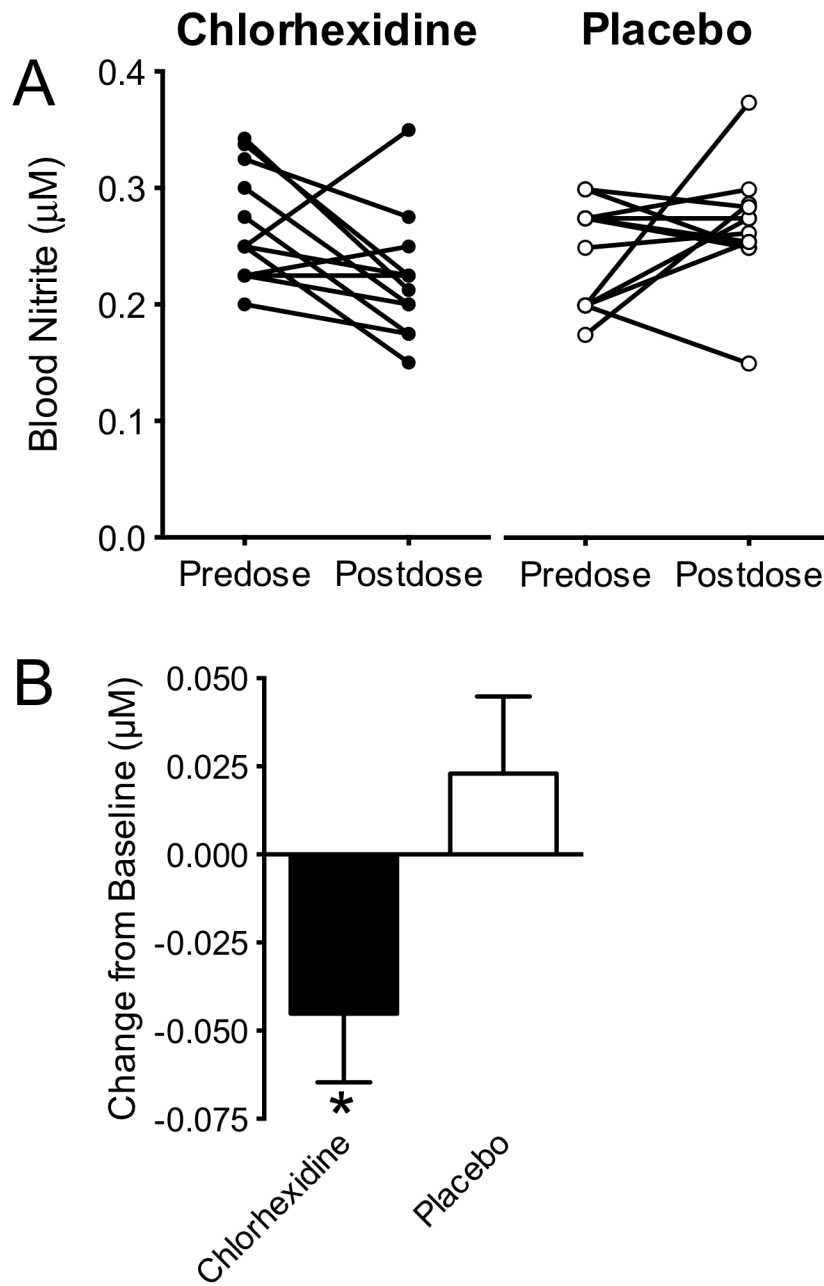 Chlorhexidine Placebo
A
0.4
0.3
0.2
0.1
0.0
Blood Nitrite (μM)
Predose Postdose Predose Postdose
B
0.050
0.025
0.000
-0.025
-0.050
-0.075
Change from Baseline (μM)
*
Chlorhexidine
Placebo